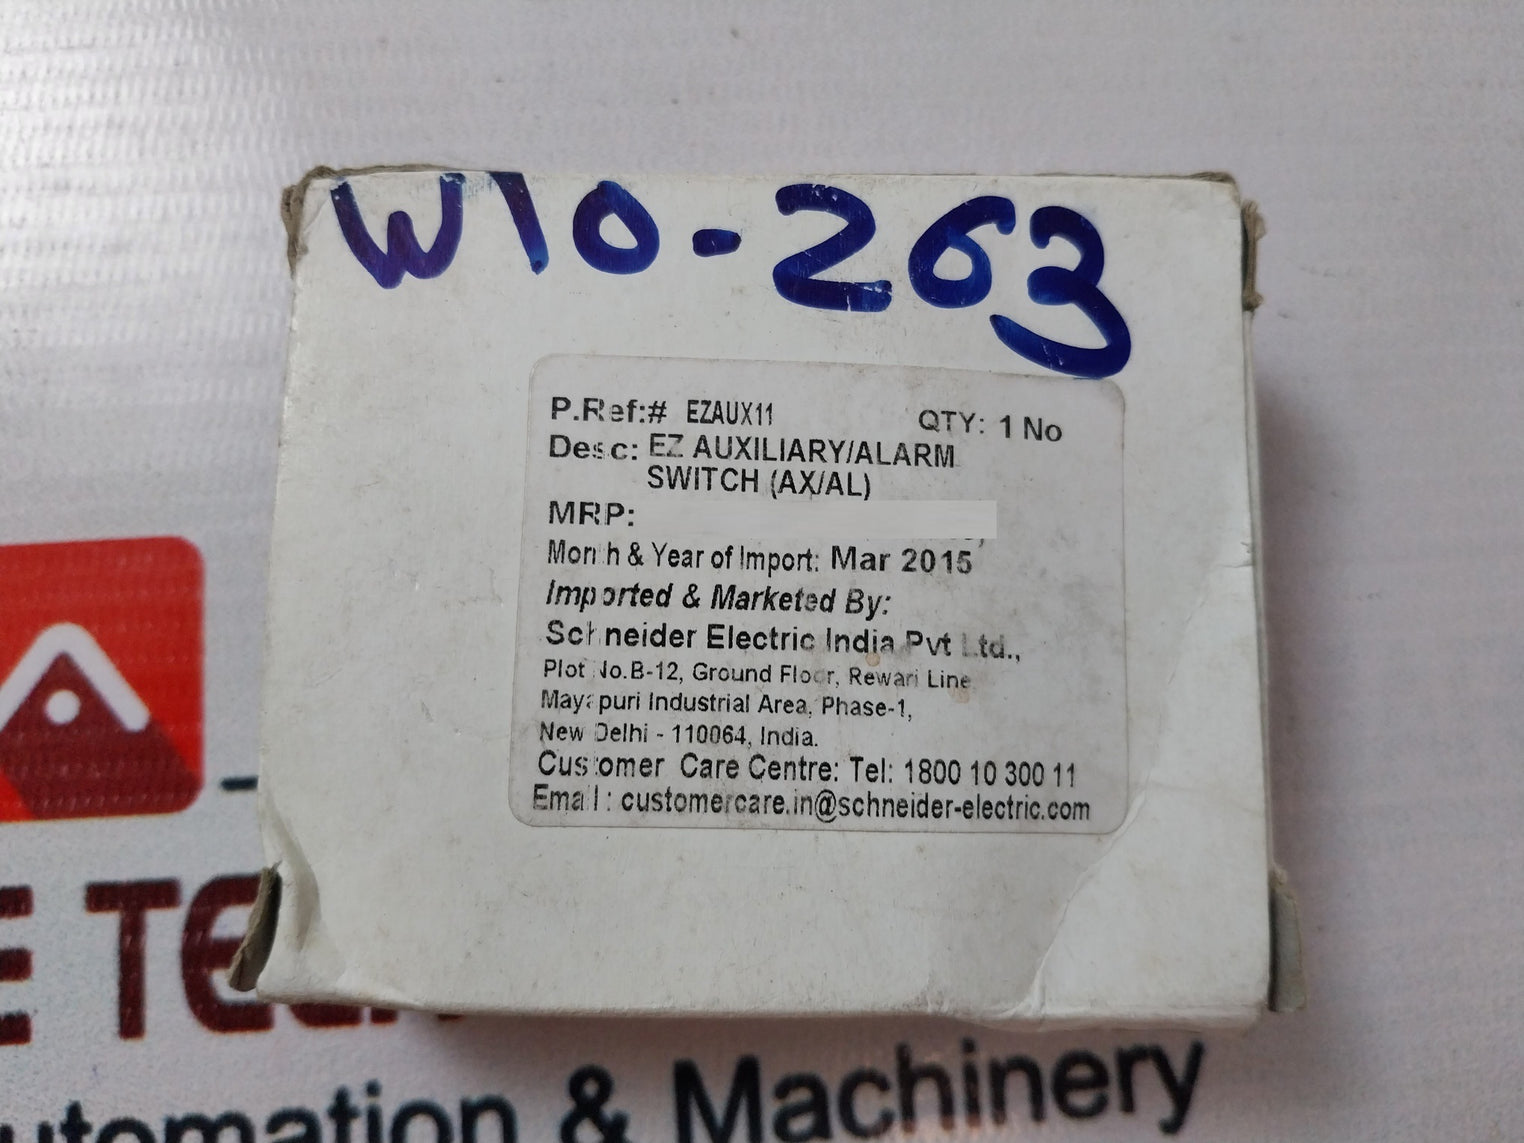 W10-263
P.Ref:# EZAUX11 QTY: 1 No
Desc: EZ AUXILIARY/ALARM
SWITCH (AX/AL)
MRP:
Month & Year of Import: Mar 2015
Imported & Marketed By:
Schneider Electric India Pvt Ltd.,
Plot No.B-12, Ground Floor, Rewari Line
Mayapuri Industrial Area, Phase-1,
New Delhi - 110064, India.
Customer Care Centre: Tel: 1800 10 300 11
Email : customercare.in@schneider-electric.com
E TECH
utomation & Machinery